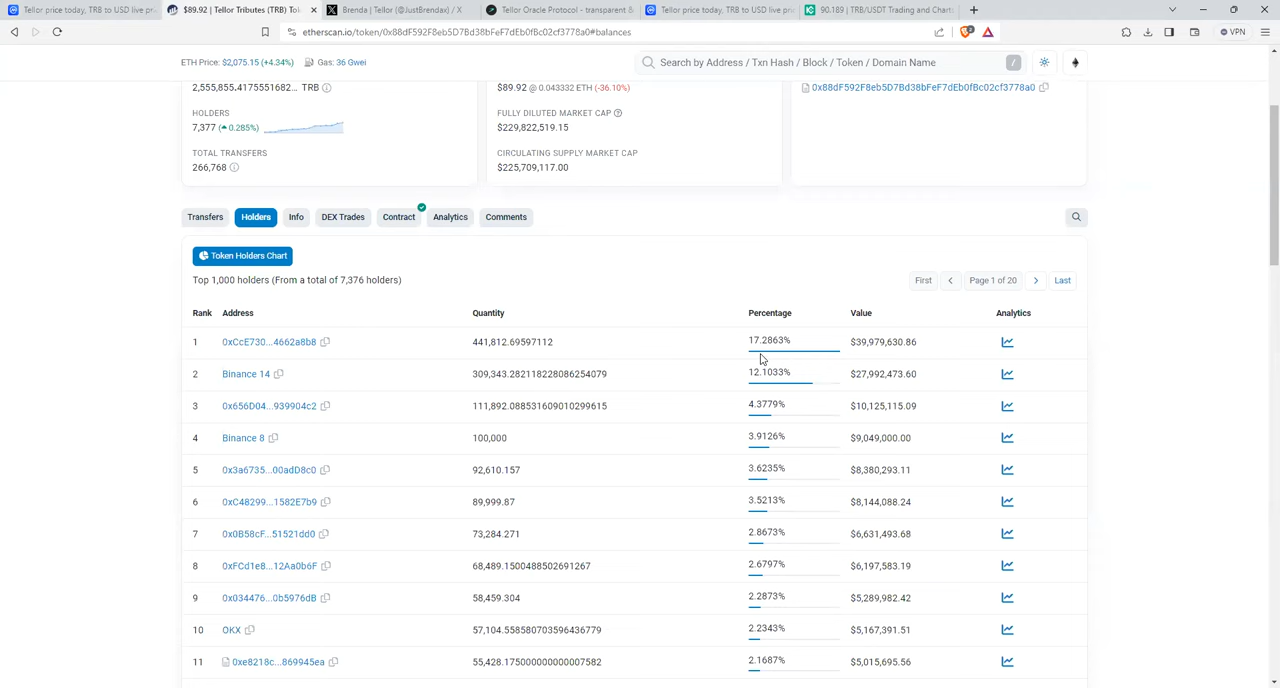 Tellor price today, TRB to USD live pri
$89.92 | Tellor Tributes (TRB) To
Brenda | Tellor (@JustBrendax) / X
Tellor Oracle Protocol - transparent &
Tellor price today, TRB to USD live pri
90.189 | TRB/USDT Trading and Chart
etherscan.io/token/0x88dF592F8eb5D7Bd38bFeF7dEb0fBc02cf3778a0#balances
VPN
ETH Price: $2,075.15 (+4.34%) Gas: 36 Gwei
Search by Address / Txn Hash / Block / Token / Domain Name
/
2,555,855.4175551682... TRB
$89.92 @ 0.043332 ETH (-36.10%)
0x88dF592F8eb5D7Bd38bFeF7dEb0fBc02cf3778a0
HOLDERS
7,377 (0.285%)
FULLY DILUTED MARKET CAP
$229,822,519.15
TOTAL TRANSFERS
266,768
CIRCULATING SUPPLY MARKET CAP
$225,709,117.00
Transfers Holders Info DEX Trades Contract Analytics Comments
Token Holders Chart
Top 1,000 holders (From a total of 7,376 holders)
First Page 1 of 20 Last
Rank Address Quantity Percentage Value Analytics
1 0xCcE730...4662a8b8 441,812.69597112 17.2863% $39,979,630.86
2 Binance 14 309,343.282118228086254079 12.1033% $27,992,473.60
3 0x656D04...939904c2 111,892.088531609010299615 4.3779% $10,125,115.09
4 Binance 8 100,000 3.9126% $9,049,000.00
5 0x3a6735...00adD8c0 92,610.157 3.6235% $8,380,293.11
6 0xC48299...1582E7b9 89,999.87 3.5213% $8,144,088.24
7 0x0B58cF...51521dd0 73,284.271 2.8673% $6,631,493.68
8 0xFCd1e8...12Aa0b6F 68,489.1500488502691267 2.6797% $6,197,583.19
9 0x034476...0b5976dB 58,459.304 2.2873% $5,289,982.42
10 OKX 57,104.558580703596436779 2.2343% $5,167,391.51
11 0xe8218c...869945ea 55,428.175000000000007582 2.1687% $5,015,695.56